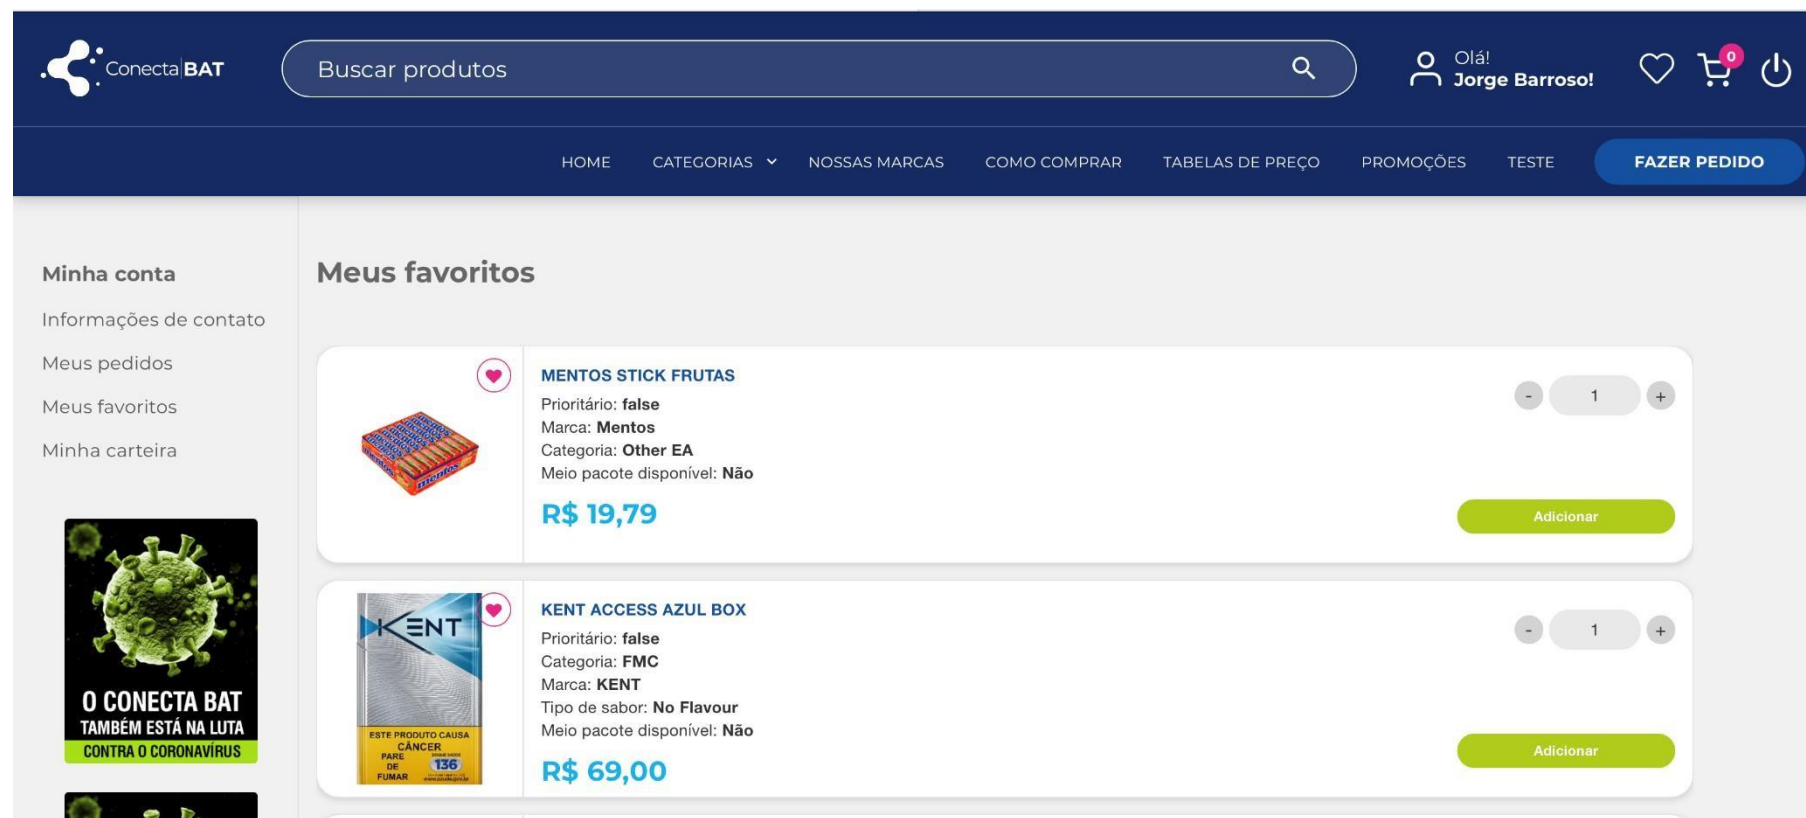 Conecta|BAT
Buscar produtos
Olá!
Jorge Barroso!
0
HOME
CATEGORIAS
NOSSAS MARCAS
COMO COMPRAR
TABELAS DE PREÇO
PROMOÇÕES
TESTE
FAZER PEDIDO
Minha conta
Informações de contato
Meus pedidos
Meus favoritos
Minha carteira
O CONECTA BAT
TAMBÉM ESTÁ NA LUTA
CONTRA O CORONAVÍRUS
Meus favoritos
mentos
MENTOS STICK FRUTAS
Prioritário: false
Marca: Mentos
Categoria: Other EA
Meio pacote disponível: Não
R$ 19,79
- 1 +
Adicionar
KENT
ESTE PRODUTO CAUSA
CÂNCER
PARE
DE
FUMAR
136
KENT ACCESS AZUL BOX
Prioritário: false
Categoria: FMC
Marca: KENT
Tipo de sabor: No Flavour
Meio pacote disponível: Não
R$ 69,00
- 1 +
Adicionar